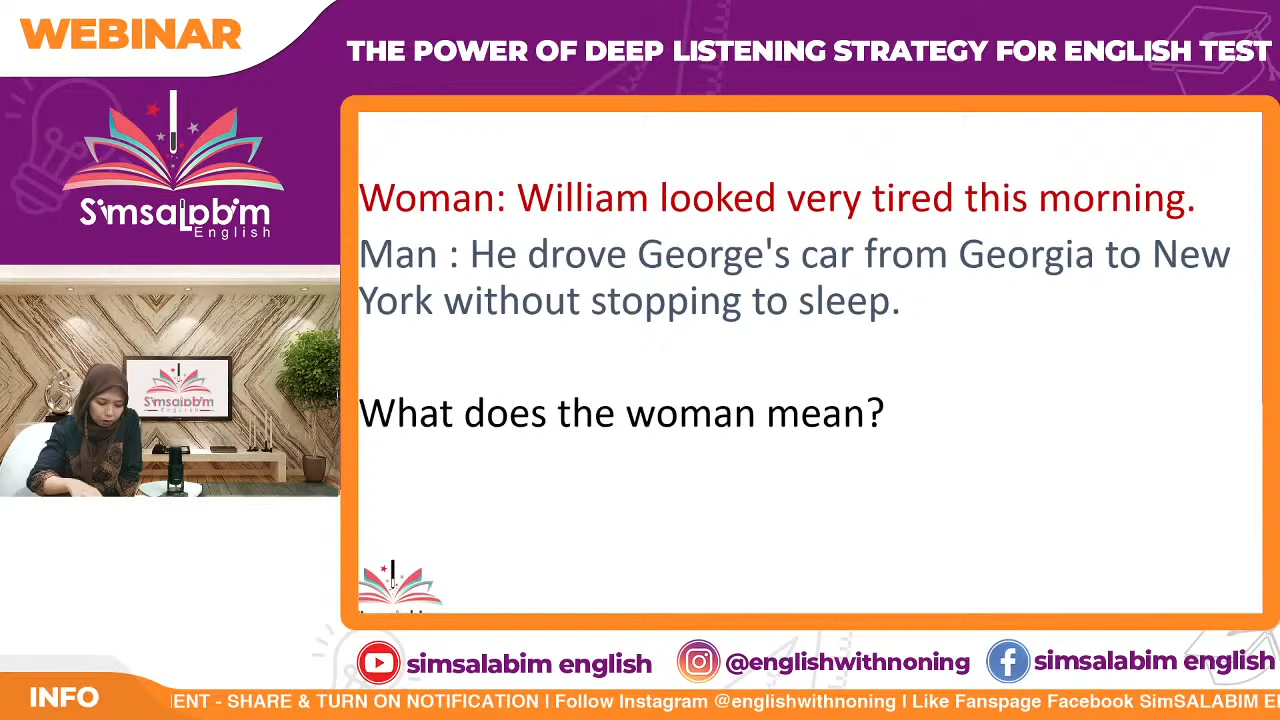 WEBINAR
THE POWER OF DEEP LISTENING STRATEGY FOR ENGLISH TEST
Simsalabim
English
Woman: William looked very tired this morning.
Man : He drove George's car from Georgia to New
York without stopping to sleep.
What does the woman mean?
Simsalabim
English
simsalabim english
@englishwithnoning
simsalabim english
INFO
ENT - SHARE & TURN ON NOTIFICATION I Follow Instagram @englishwithnoning I Like Fanspage Facebook SimSALABIM E